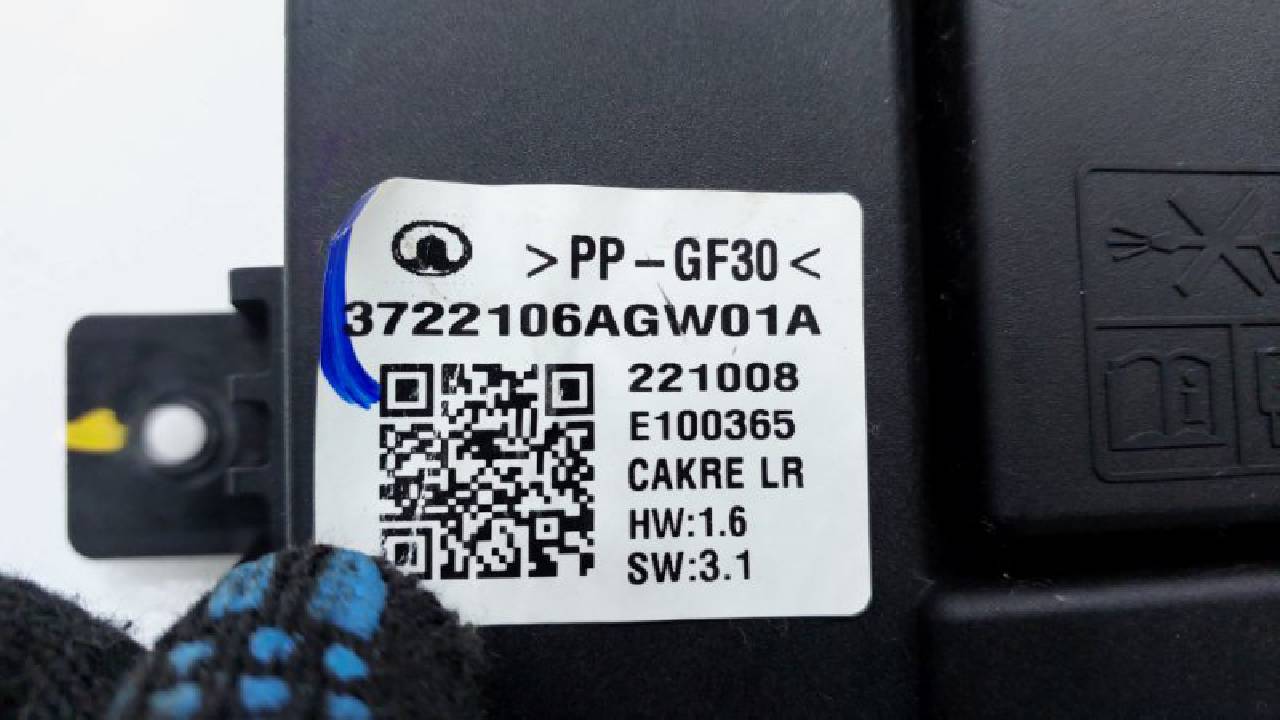 >PP-GF30<
3722106AGW01A
221008
E100365
CAKRE LR
HW:1.6
SW:3.1